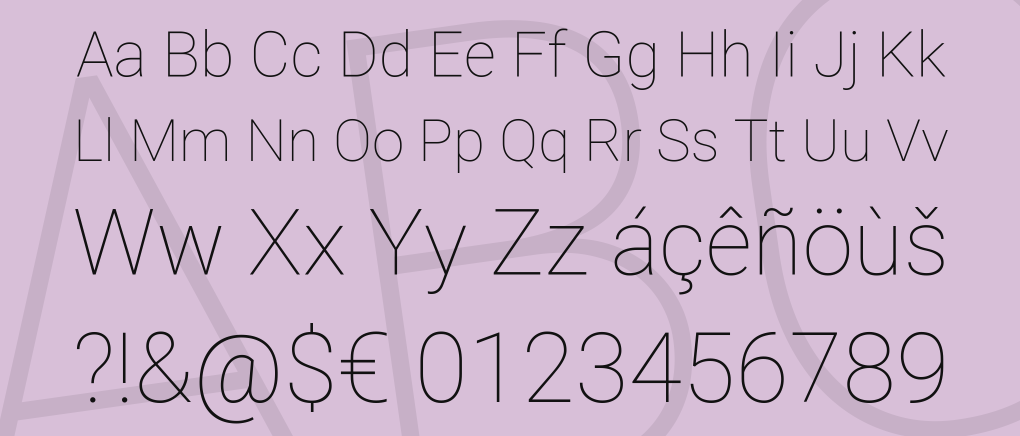 Aa Bb Cc Dd Ee Ff Gg Hh Ii Jj Kk
Ll Mm Nn Oo Pp Qq Rr Ss Tt Uu Vv
Ww Xx Yy Zz áçêñöùš
?!&@$€ 0123456789
ABC